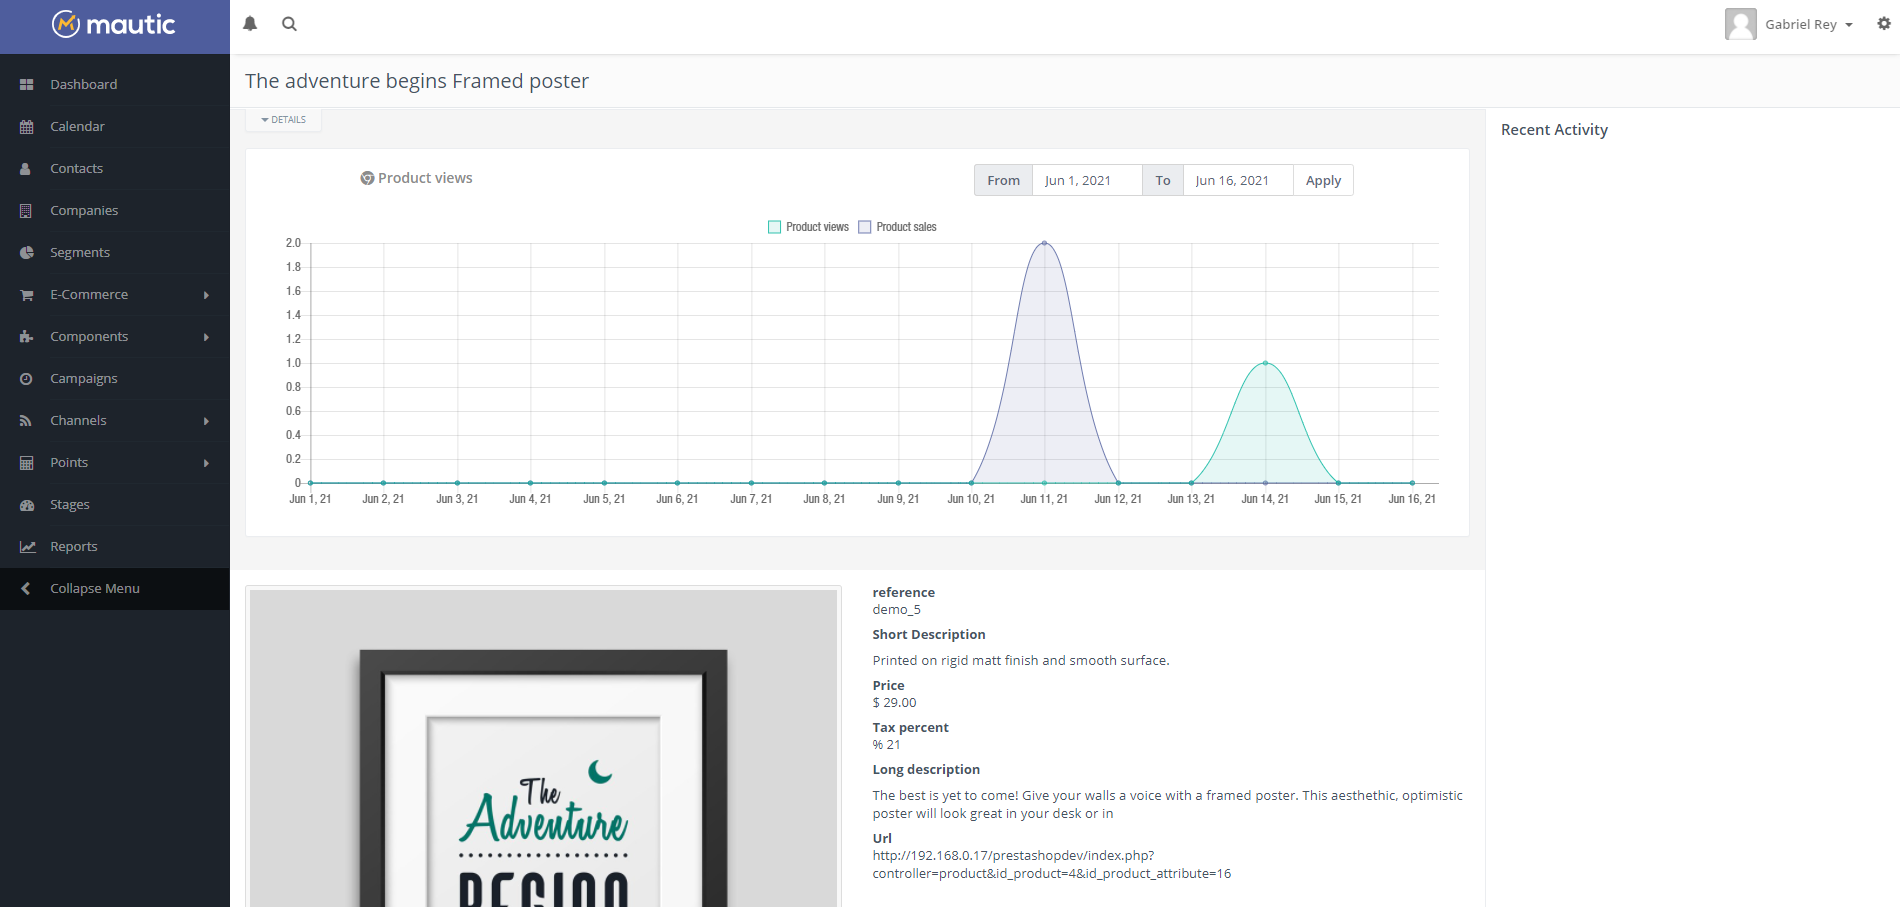 mautic
Gabriel Rey
Dashboard
Calendar
Contacts
Companies
Segments
E-Commerce
Components
Campaigns
Channels
Points
Stages
Reports
Collapse Menu
The adventure begins Framed poster
DETAILS
Product views
From Jun 1, 2021 To Jun 16, 2021 Apply
Product views Product sales
2.0
1.8
1.6
1.4
1.2
1.0
0.8
0.6
0.4
0.2
0
Jun 1, 21 Jun 2, 21 Jun 3, 21 Jun 4, 21 Jun 5, 21 Jun 6, 21 Jun 7, 21 Jun 8, 21 Jun 9, 21 Jun 10, 21 Jun 11, 21 Jun 12, 21 Jun 13, 21 Jun 14, 21 Jun 15, 21 Jun 16, 21
Recent Activity
The
Adventure
BEGINS
reference
demo_5
Short Description
Printed on rigid matt finish and smooth surface.
Price
$ 29.00
Tax percent
% 21
Long description
The best is yet to come! Give your walls a voice with a framed poster. This aesthethic, optimistic
poster will look great in your desk or in
Url
http://192.168.0.17/prestashopdev/index.php?
controller=product&id_product=4&id_product_attribute=16